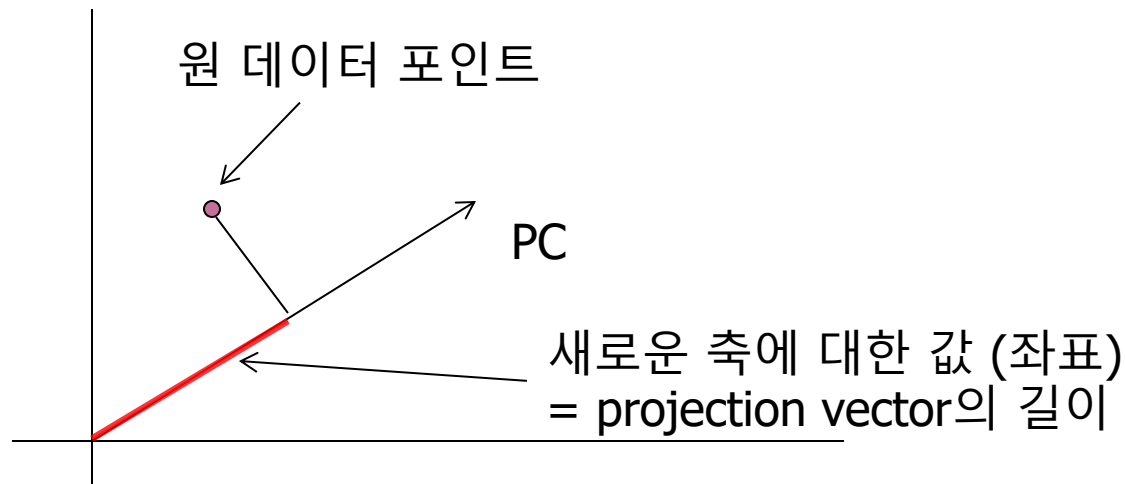 원 데이터 포인트
PC
새로운 축에 대한 값 (좌표)
= projection vector의 길이